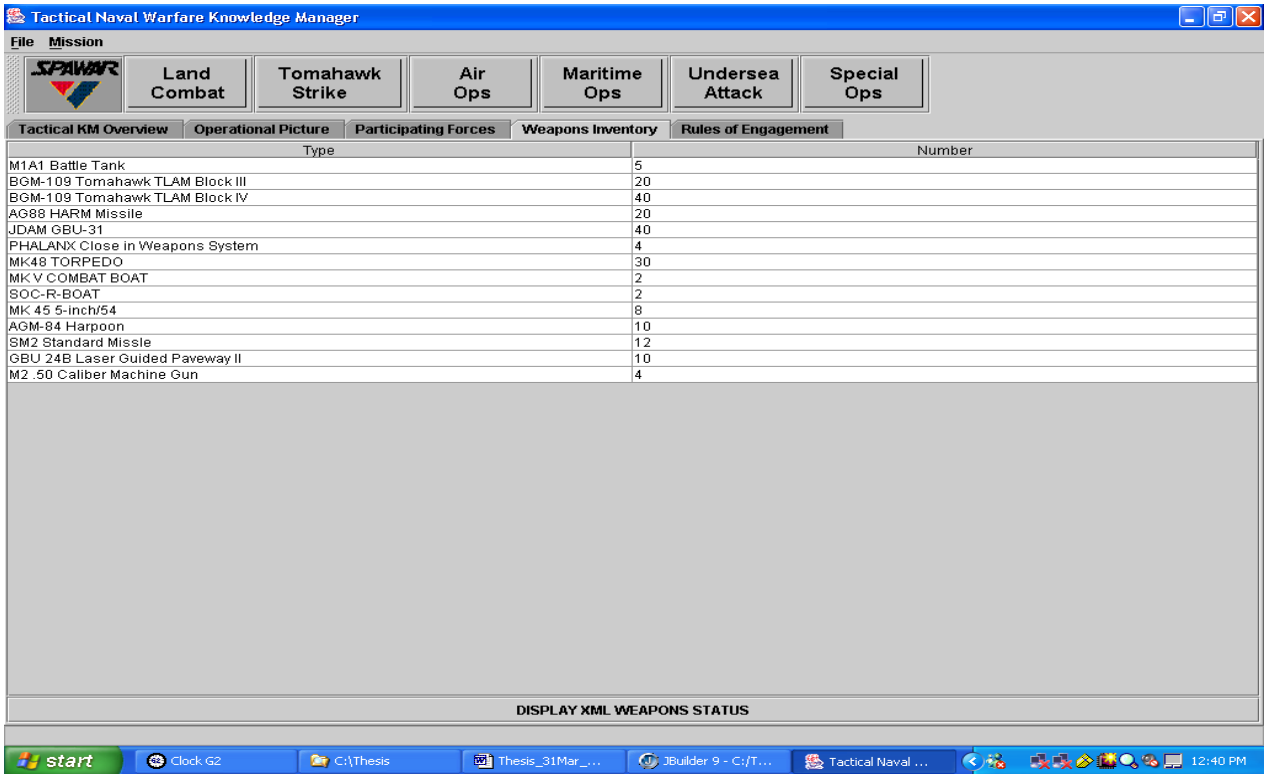 Tactical Naval Warfare Knowledge Manager
File Mission
SPAWAR
Land Combat
Tomahawk Strike
Air Ops
Maritime Ops
Undersea Attack
Special Ops
Tactical KM Overview Operational Picture Participating Forces Weapons Inventory Rules of Engagement
Type Number
M1A1 Battle Tank 5
BGM-109 Tomahawk TLAM Block III 20
BGM-109 Tomahawk TLAM Block IV 40
AG88 HARM Missile 20
JDAM GBU-31 40
PHALANX Close in Weapons System 4
MK48 TORPEDO 30
MK V COMBAT BOAT 2
SOC-R-BOAT 2
MK 45 5-inch/54 8
AGM-84 Harpoon 10
SM2 Standard Missle 12
GBU 24B Laser Guided Paveway II 10
M2 .50 Caliber Machine Gun 4
DISPLAY XML WEAPONS STATUS
start Clock G2 C:\Thesis Thesis_31Mar_... JBuilder 9 - C:/T... Tactical Naval ... 12:40 PM